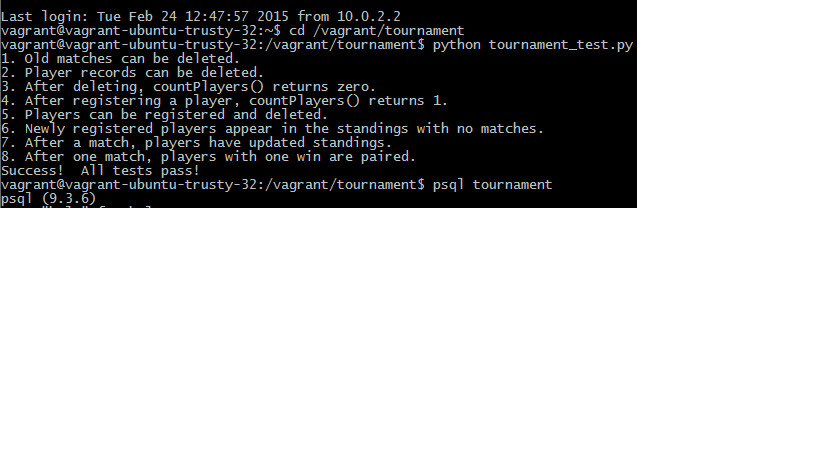 Last login: Tue Feb 24 12:47:57 2015 from 10.0.2.2
vagrant@vagrant-ubuntu-trusty-32:~$ cd /vagrant/tournament
vagrant@vagrant-ubuntu-trusty-32:/vagrant/tournament$ python tournament_test.py
1. Old matches can be deleted.
2. Player records can be deleted.
3. After deleting, countPlayers() returns zero.
4. After registering a player, countPlayers() returns 1.
5. Players can be registered and deleted.
6. Newly registered players appear in the standings with no matches.
7. After a match, players have updated standings.
8. After one match, players with one win are paired.
Success!  All tests pass!
vagrant@vagrant-ubuntu-trusty-32:/vagrant/tournament$ psql tournament
psql (9.3.6)